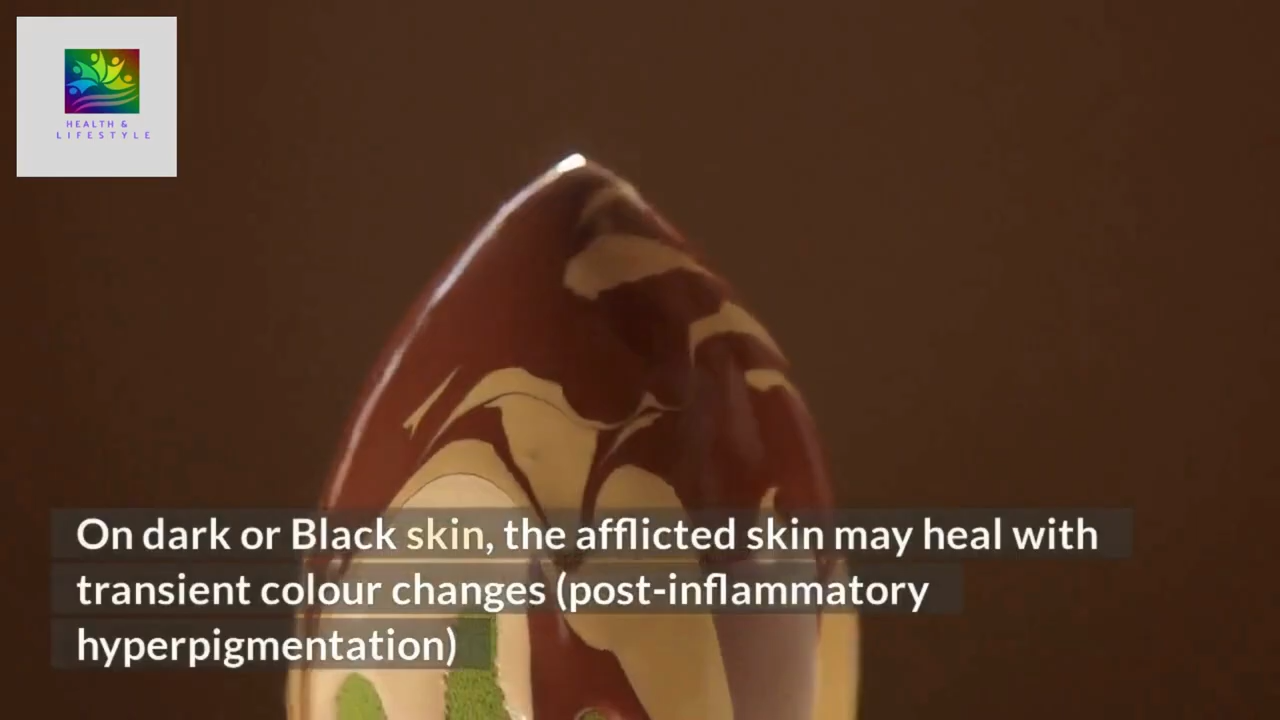 HEALTH &
LIFESTYLE
On dark or Black skin, the afflicted skin may heal with
transient colour changes (post-inflammatory
hyperpigmentation)